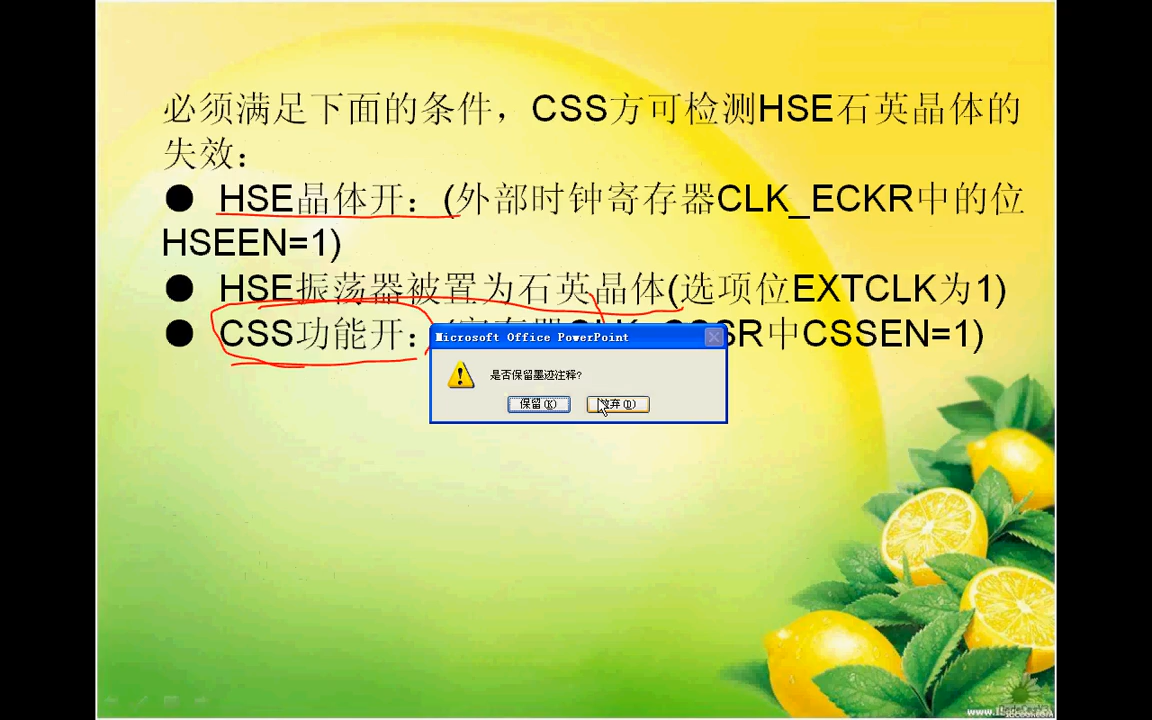 必须满足下面的条件，CSS方可检测HSE石英晶体的
失效：
● HSE晶体开：(外部时钟寄存器CLK_ECKR中的位
HSEEN=1)
● HSE振荡器被置为石英晶体(选项位EXTCLK为1)
● CSS功能开：SR中CSSEN=1)
Microsoft Office PowerPoint
是否保留墨迹注释?
保留(K)
弃(D)